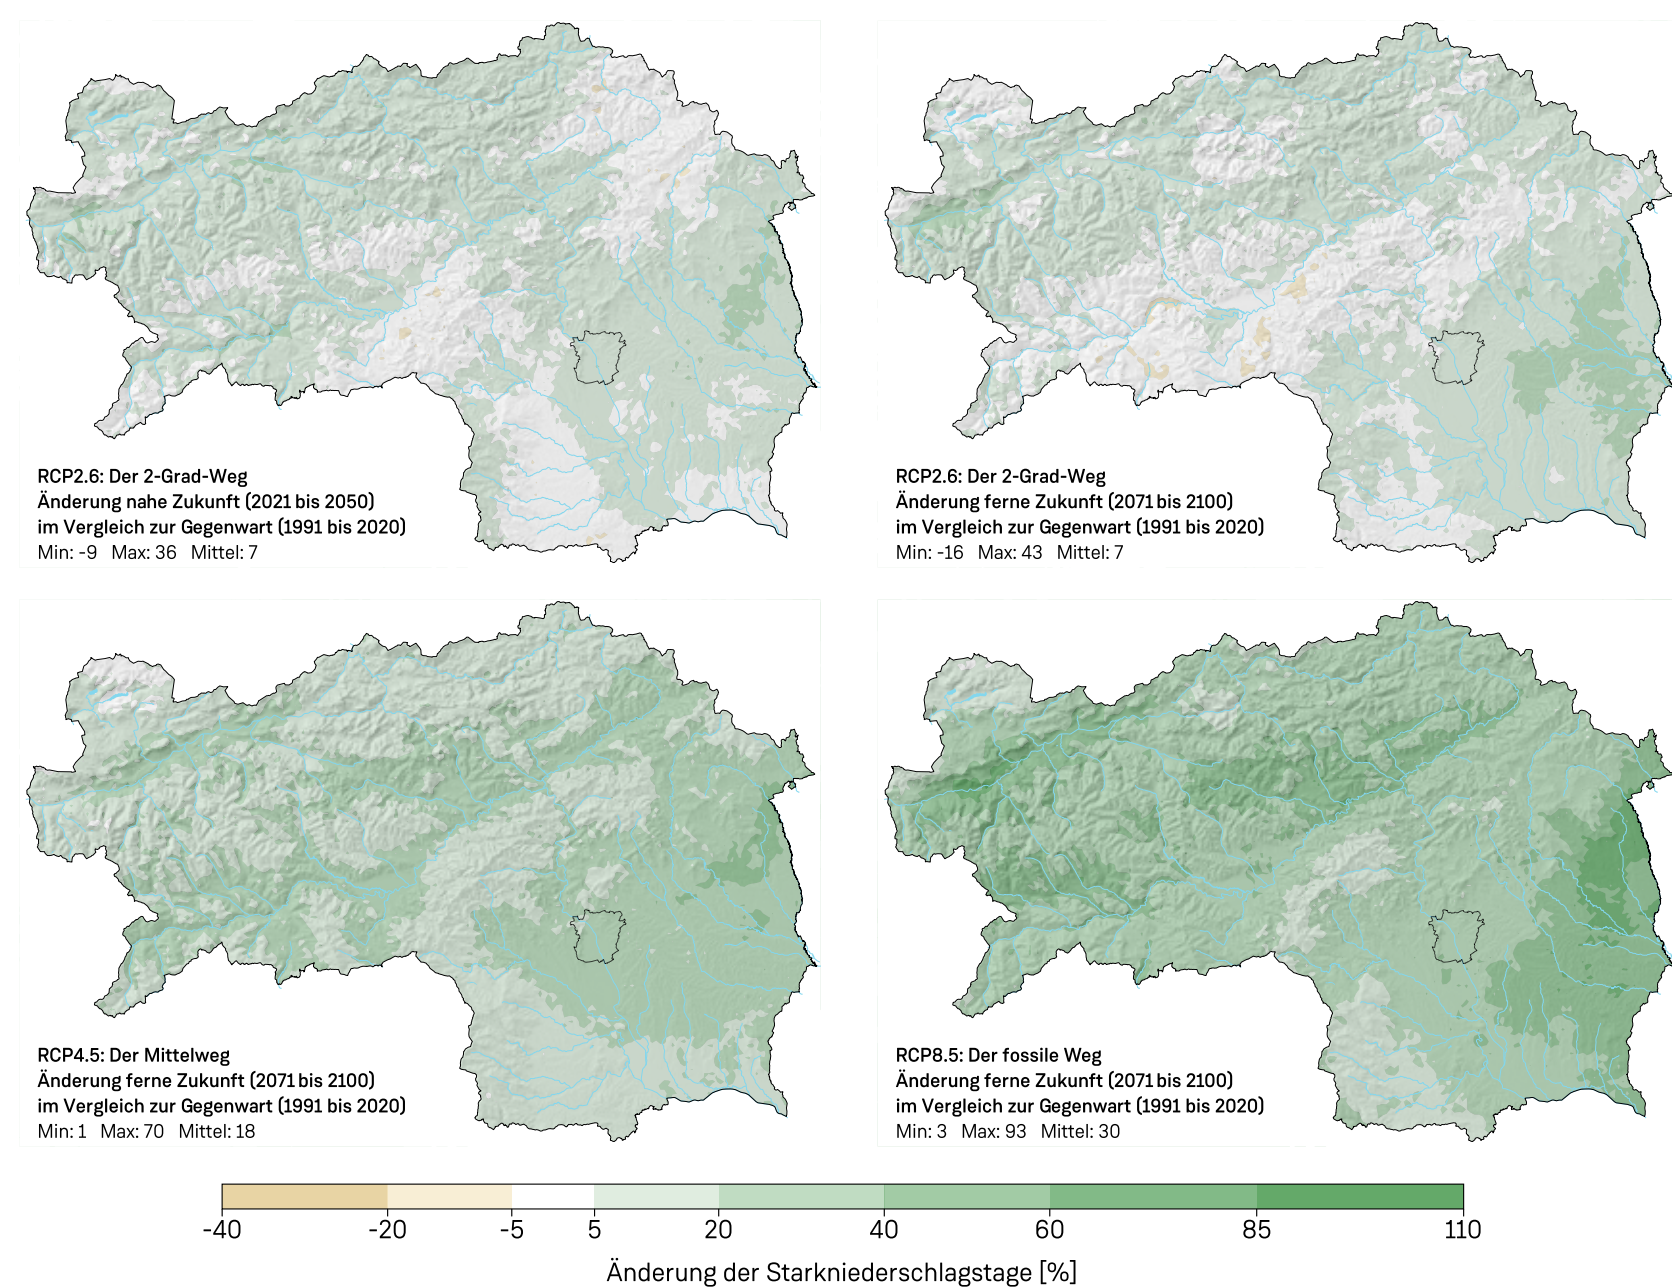 RCP2.6: Der 2-Grad-Weg
Änderung nahe Zukunft (2021 bis 2050)
im Vergleich zur Gegenwart (1991 bis 2020)
Min: -9 Max: 36 Mittel: 7
RCP2.6: Der 2-Grad-Weg
Änderung ferne Zukunft (2071 bis 2100)
im Vergleich zur Gegenwart (1991 bis 2020)
Min: -16 Max: 43 Mittel: 7
RCP4.5: Der Mittelweg
Änderung ferne Zukunft (2071 bis 2100)
im Vergleich zur Gegenwart (1991 bis 2020)
Min: 1 Max: 70 Mittel: 18
RCP8.5: Der fossile Weg
Änderung ferne Zukunft (2071 bis 2100)
im Vergleich zur Gegenwart (1991 bis 2020)
Min: 3 Max: 93 Mittel: 30
-40 -20 -5 5 20 40 60 85 110
Änderung der Starkniederschlagstage [%]